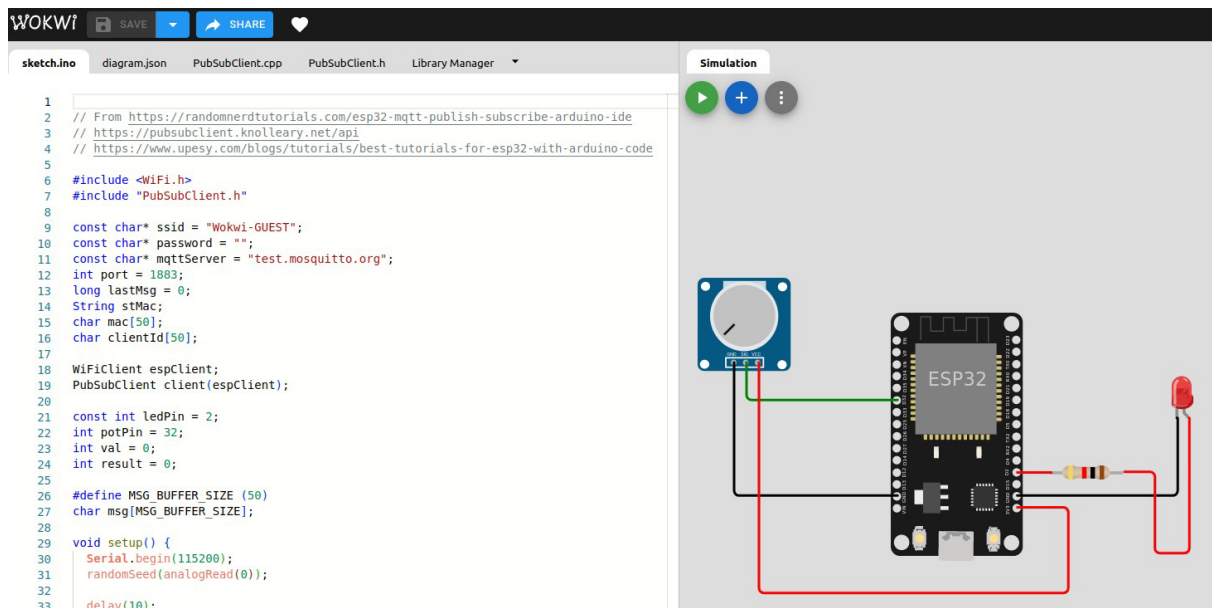 WOKWI SAVE SHARE
sketch.ino diagram.json PubSubClient.cpp PubSubClient.h Library Manager Simulation
1
2 // From https://randomnerdtutorials.com/esp32-mqtt-publish-subscribe-arduino-ide
3 // https://pubsubclient.knolleary.net/api
4 // https://www.upesy.com/blogs/tutorials/best-tutorials-for-esp32-with-arduino-code
5
6 #include <WiFi.h>
7 #include "PubSubClient.h"
8
9 const char* ssid = "Wokwi-GUEST";
10 const char* password = "";
11 const char* mqttServer = "test.mosquitto.org";
12 int port = 1883;
13 long lastMsg = 0;
14 String stMac;
15 char mac[50];
16 char clientId[50];
17
18 WiFiClient espClient;
19 PubSubClient client(espClient);
20
21 const int ledPin = 2;
22 int potPin = 32;
23 int val = 0;
24 int result = 0;
25
26 #define MSG_BUFFER_SIZE (50)
27 char msg[MSG_BUFFER_SIZE];
28
29 void setup() {
30 Serial.begin(115200);
31 randomSeed(analogRead(0));
32
33 delay(10);
GND SIG VCC
ESP32